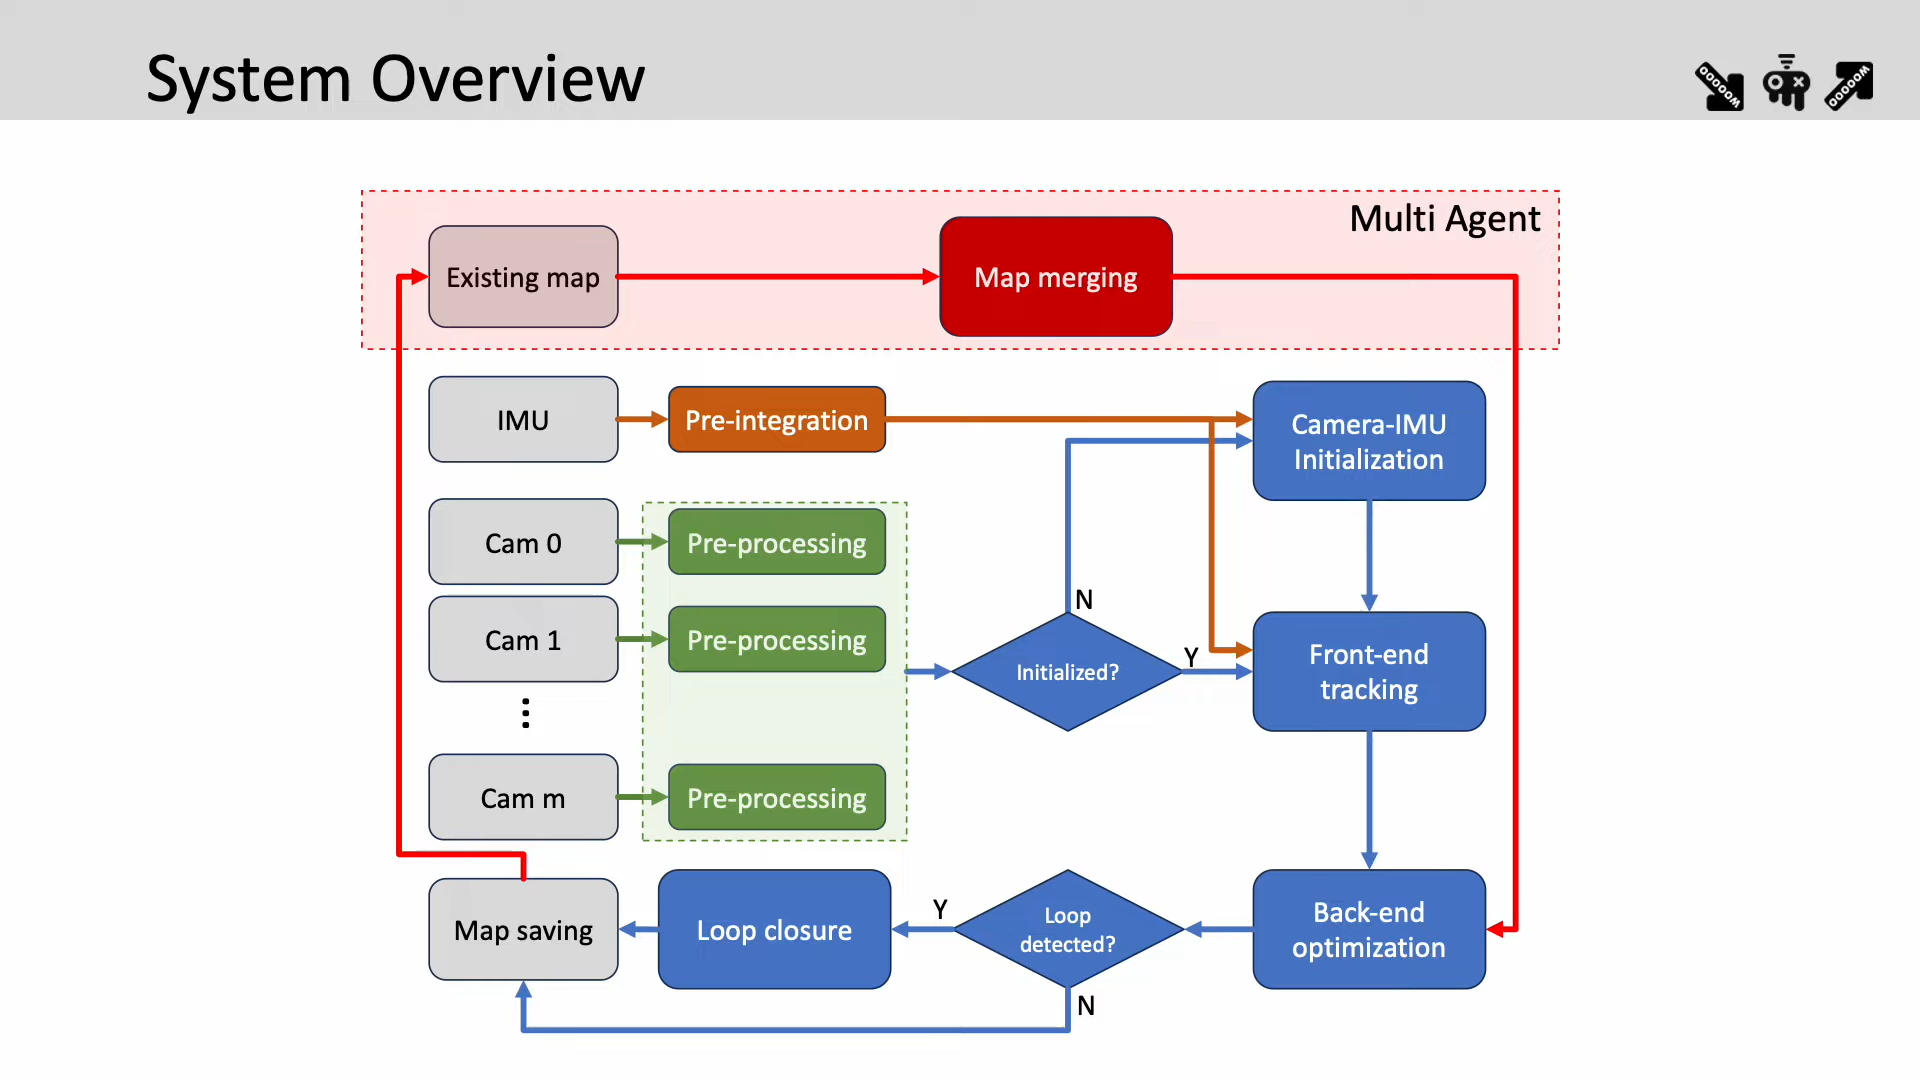 System Overview
WOOOOO
WOOOOO
Multi Agent
Existing map
Map merging
IMU
Pre-integration
Camera-IMU
Initialization
Cam 0
Pre-processing
N
Cam 1
Pre-processing
Initialized?
Y
Front-end
tracking
Cam m
Pre-processing
Map saving
Loop closure
Y
Loop
detected?
Back-end
optimization
N